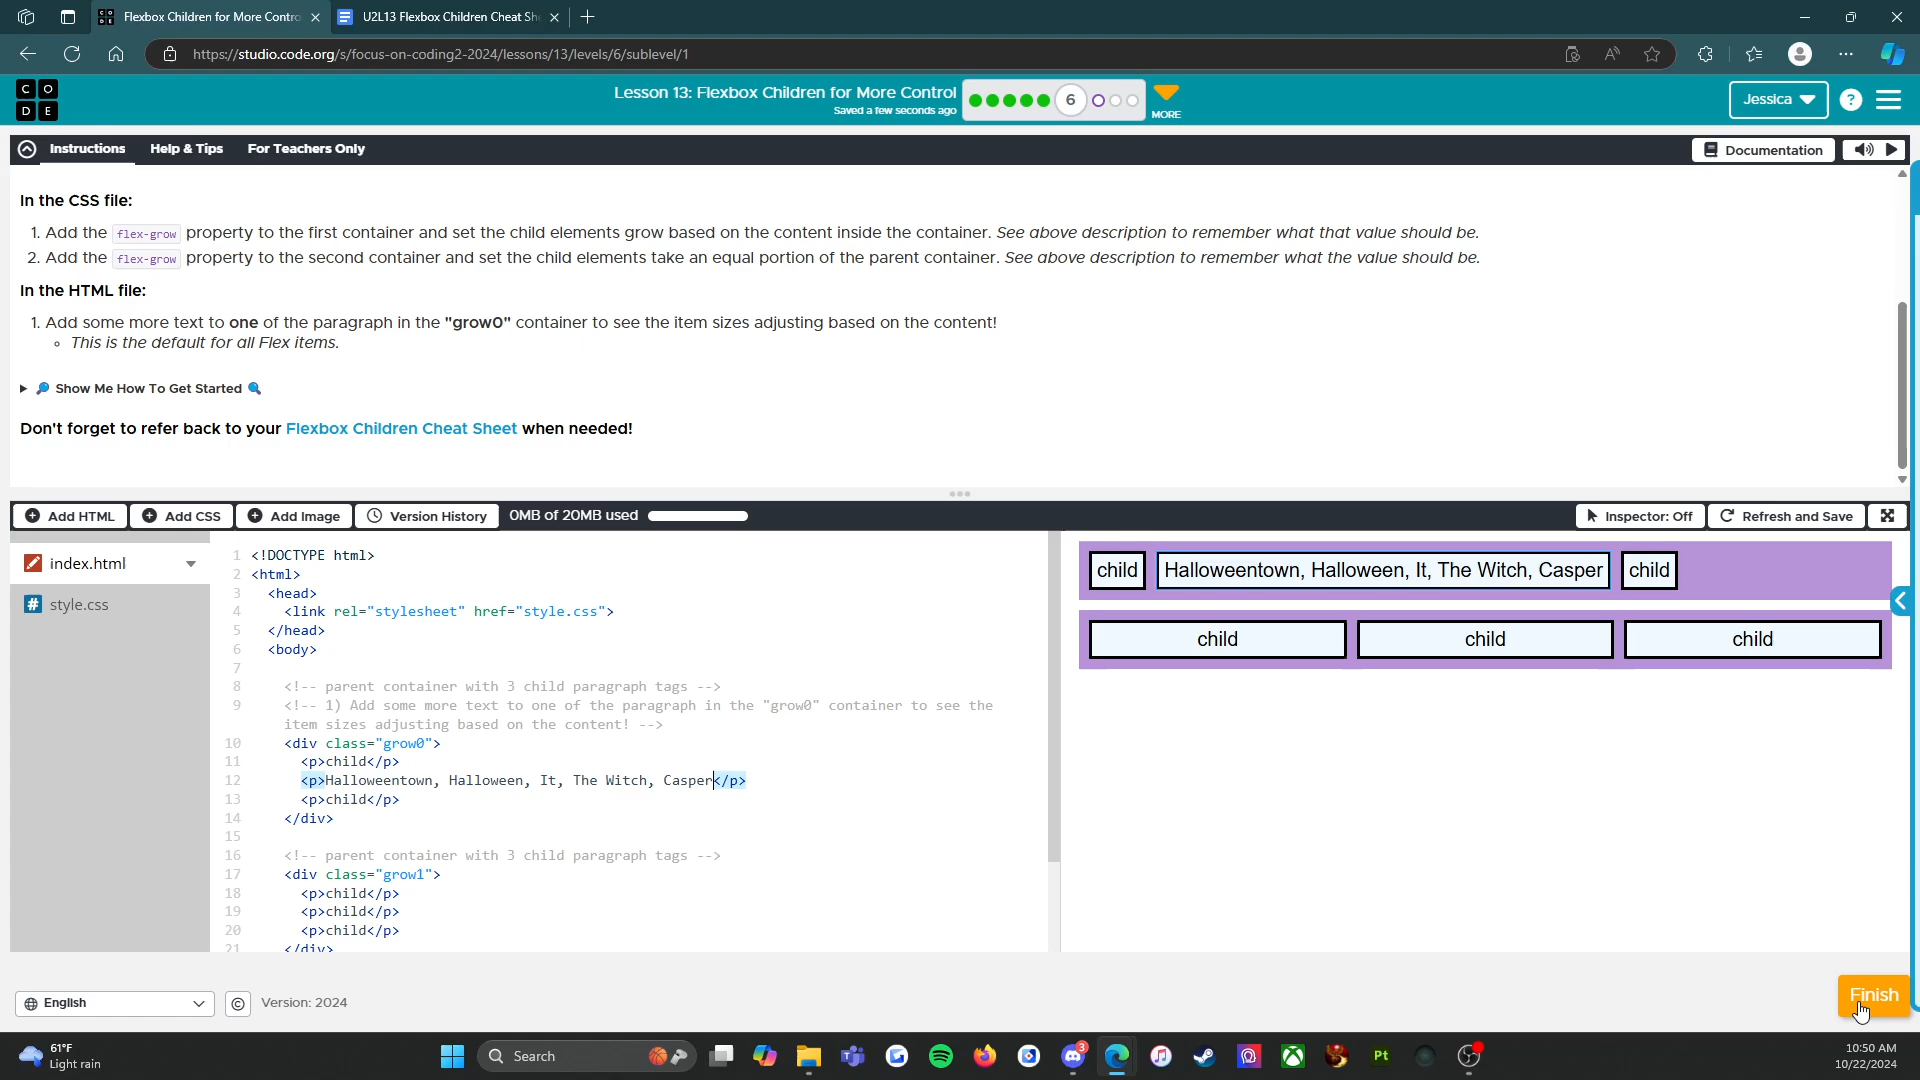 Flexbox Children for More Contro
U2L13 Flexbox Children Cheat Sh
https://studio.code.org/s/focus-on-coding2-2024/lessons/13/levels/6/sublevel/1
C O
D E
Lesson 13: Flexbox Children for More Control
Saved a few seconds ago
6
MORE
Jessica
?
Instructions
Help & Tips
For Teachers Only
Documentation
In the CSS file:
1. Add the flex-grow property to the first container and set the child elements grow based on the content inside the container. See above description to remember what that value should be.
2. Add the flex-grow property to the second container and set the child elements take an equal portion of the parent container. See above description to remember what the value should be.
In the HTML file:
1. Add some more text to one of the paragraph in the "grow0" container to see the item sizes adjusting based on the content!
This is the default for all Flex items.
Show Me How To Get Started
Don't forget to refer back to your Flexbox Children Cheat Sheet when needed!
Add HTML
Add CSS
Add Image
Version History
0MB of 20MB used
Inspector: Off
Refresh and Save
index.html
# style.css
1 <!DOCTYPE html>
2 <html>
3 <head>
4 <link rel="stylesheet" href="style.css">
5 </head>
6 <body>
7
8 <!-- parent container with 3 child paragraph tags -->
9 <!-- 1) Add some more text to one of the paragraph in the "grow0" container to see the
item sizes adjusting based on the content! -->
10 <div class="grow0">
11 <p>child</p>
12 <p>Halloweentown, Halloween, It, The Witch, Casper</p>
13 <p>child</p>
14 </div>
15
16 <!-- parent container with 3 child paragraph tags -->
17 <div class="grow1">
18 <p>child</p>
19 <p>child</p>
20 <p>child</p>
21 </div>
child
Halloweentown, Halloween, It, The Witch, Casper
child
child
child
child
English
©
Version: 2024
Finish
61°F
Light rain
Search
3
Pt
10:50 AM
10/22/2024